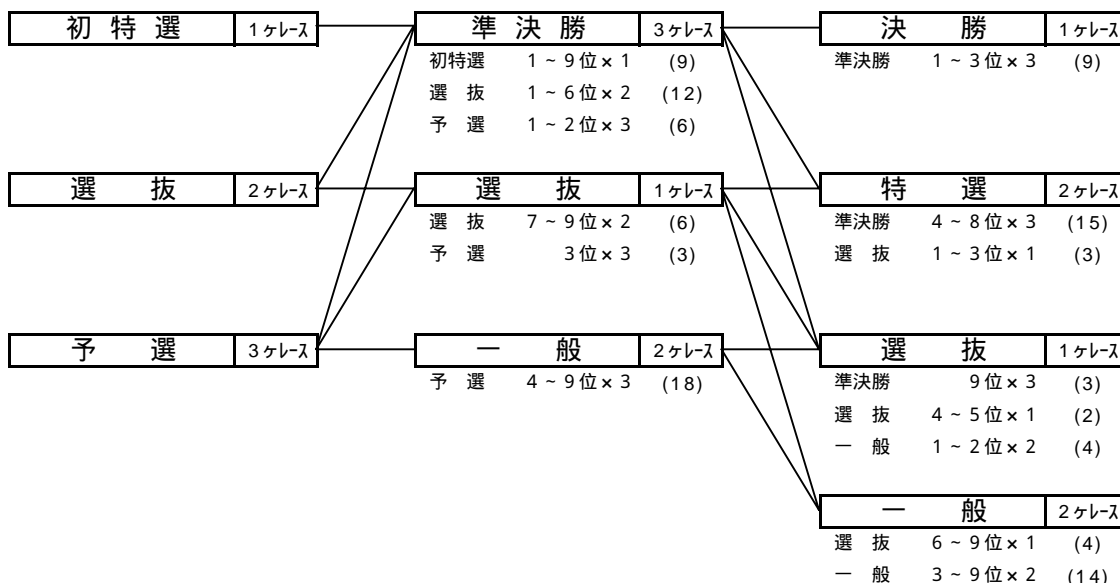 初特選 1ヶレース 準決勝 3ヶレース 決勝 1ヶレース
初特選 1~9位×1 (9) 準決勝 1~3位×3 (9)
選抜 1~6位×2 (12)
予選 1~2位×3 (6)
選抜 2ヶレース 選抜 1ヶレース 特選 2ヶレース
選抜 7~9位×2 (6) 準決勝 4~8位×3 (15)
予選 3位×3 (3) 選抜 1~3位×1 (3)
予選 3ヶレース 一般 2ヶレース 選抜 1ヶレース
予選 4~9位×3 (18) 準決勝 9位×3 (3)
選抜 4~5位×1 (2)
一般 1~2位×2 (4)
一般 2ヶレース
選抜 6~9位×1 (4)
一般 3~9位×2 (14)